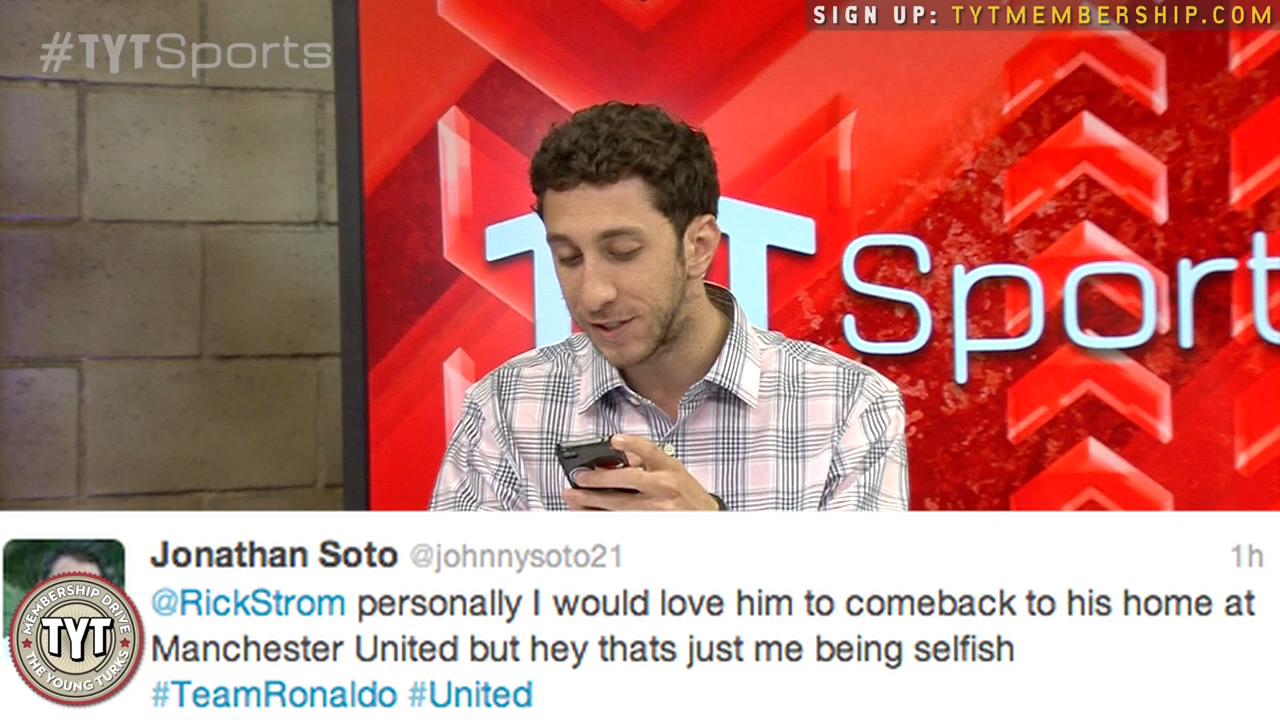 #TYTSports
SIGN UP: TYTMEMBERSHIP.COM
TYT Sport
Jonathan Soto @johnnysoto21 1h
@RickStrom personally I would love him to comeback to his home at
Manchester United but hey thats just me being selfish
#TeamRonaldo #United
MEMBERSHIP DRIVE
TYT
THE YOUNG TURKS